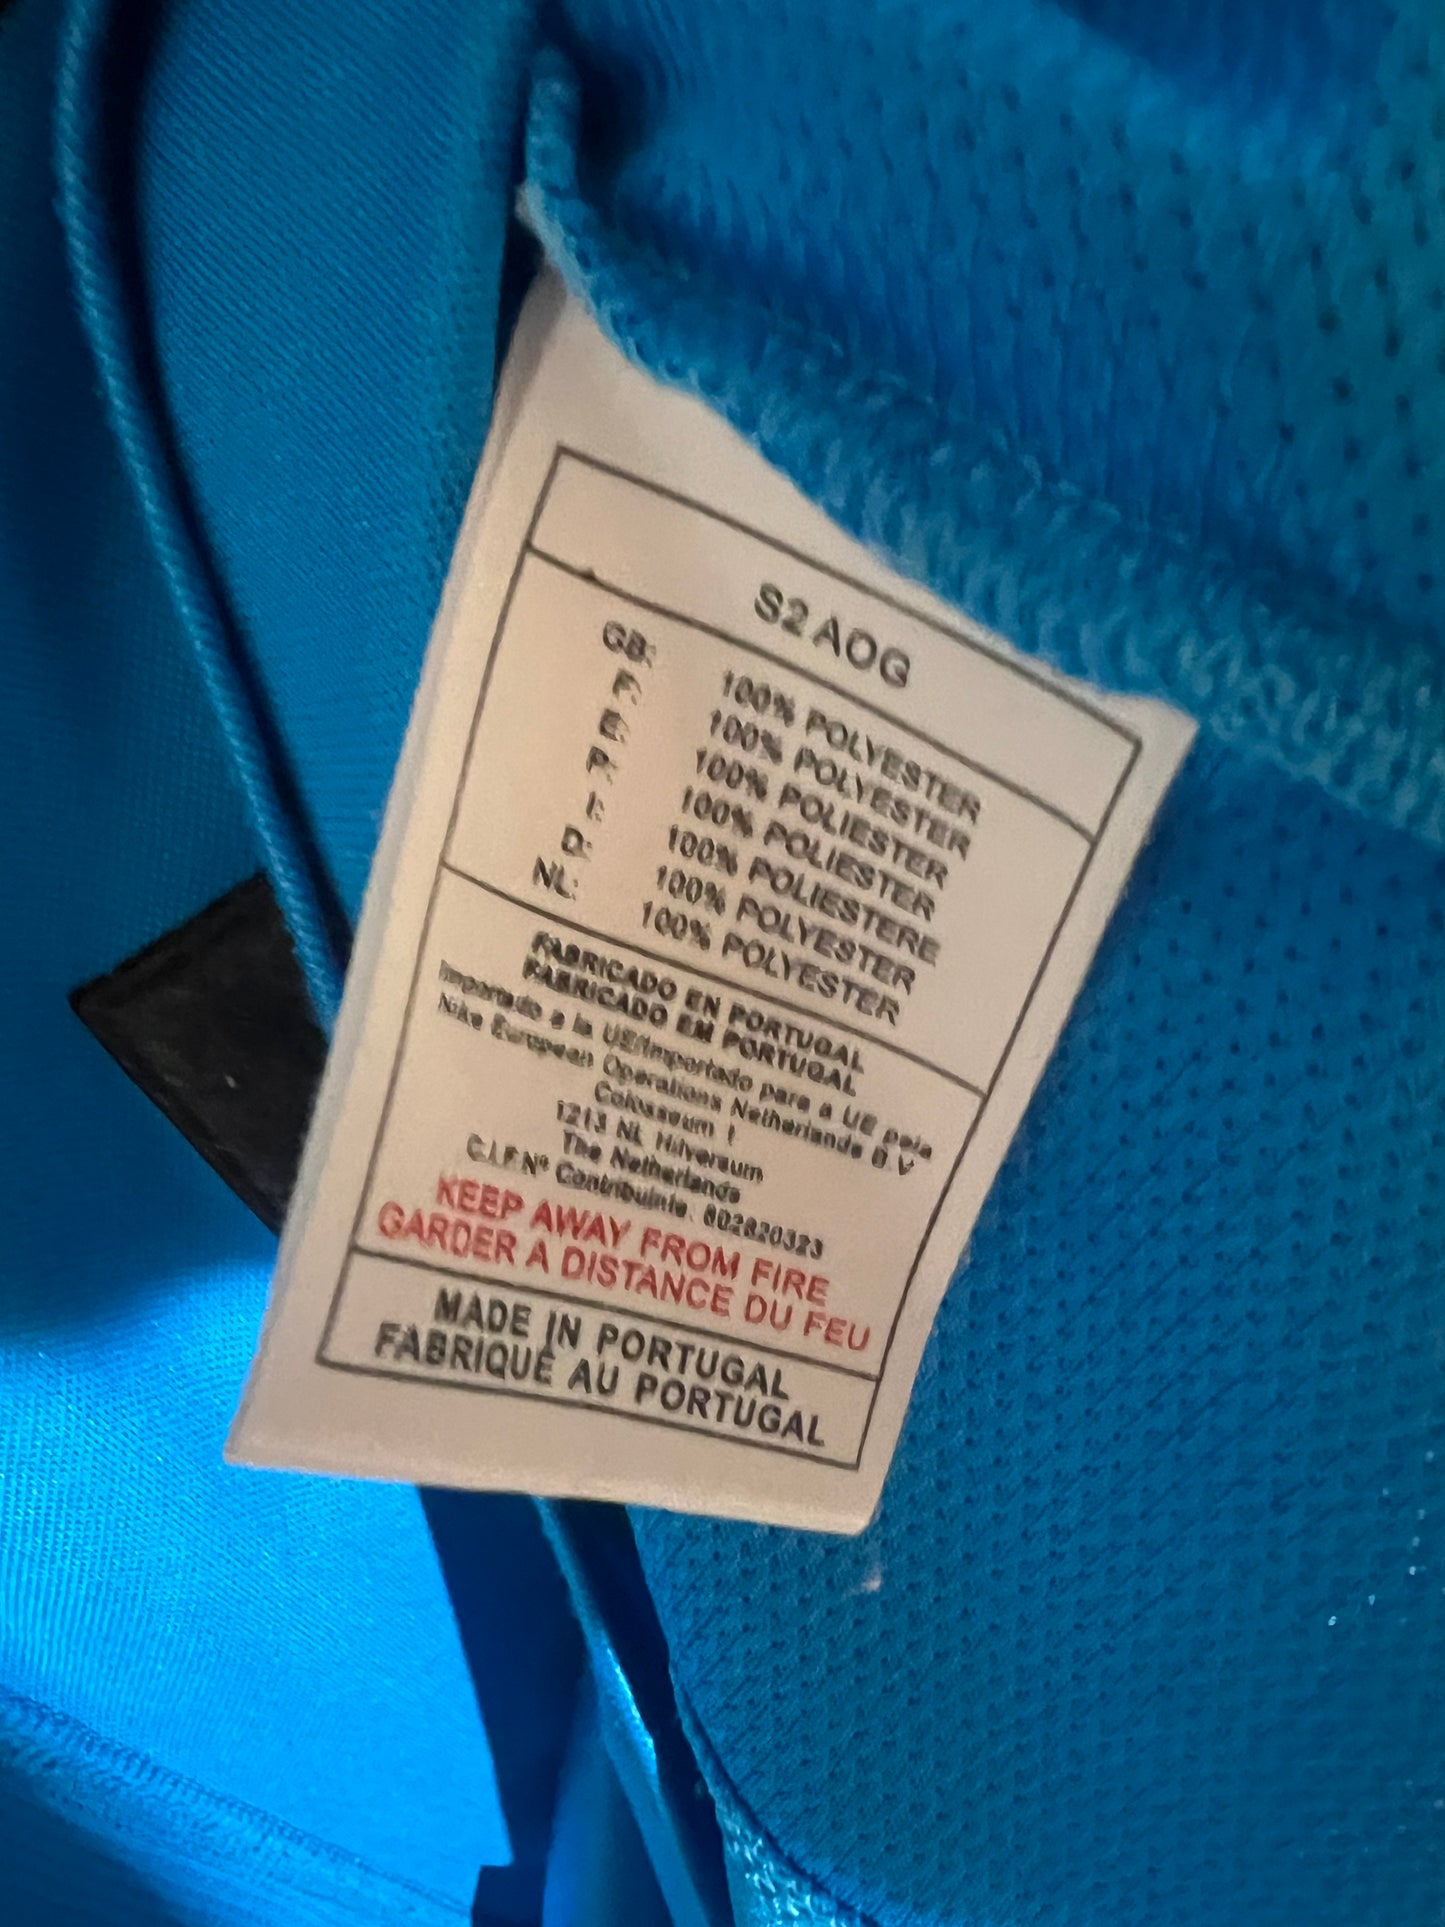 S2 AOG
GB: 100% POLYESTER
F: 100% POLYESTER
E: 100% POLIESTER
P: 100% POLIESTER
I: 100% POLIESTERE
D: 100% POLYESTER
NL: 100% POLYESTER
FABRICADO EN PORTUGAL
FABRICADO EM PORTUGAL
Importado a la UE/Importado para a UE pela
Nike European Operations Netherlands B.V
Colosseum 1
1213 NL Hilversum
The Netherlands
C.I.F.Nº Contribuinte. 802820323
KEEP AWAY FROM FIRE
GARDER A DISTANCE DU FEU
MADE IN PORTUGAL
FABRIQUÉ AU PORTUGAL